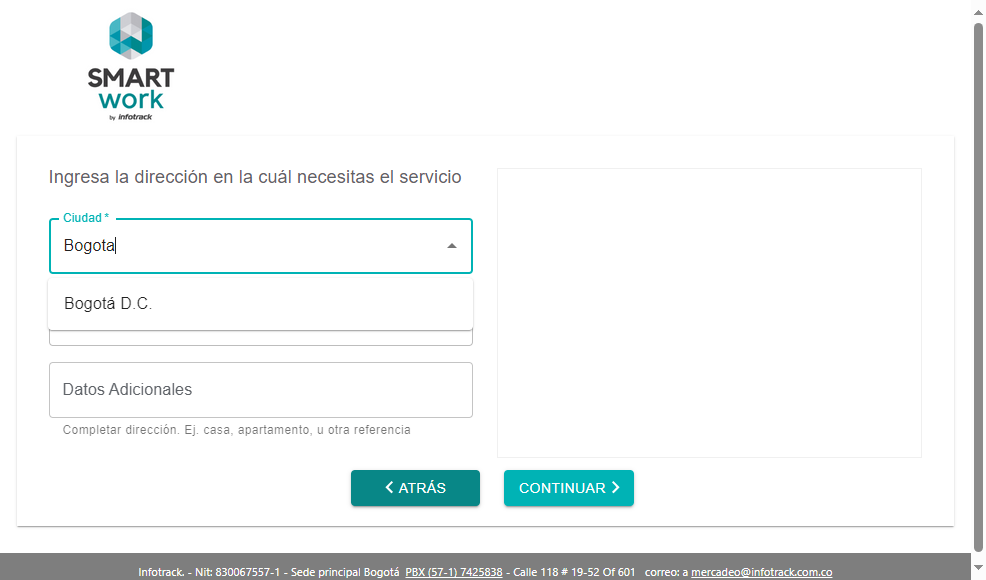 SMART
work
by infotrack
Ingresa la dirección en la cuál necesitas el servicio
Ciudad *
Bogota
Bogotá D.C.
Datos Adicionales
Completar dirección. Ej. casa, apartamento, u otra referencia
ATRÁS
CONTINUAR
Infotrack. - Nit: 830067557-1 - Sede principal Bogotá PBX (57-1) 7425838 - Calle 118 # 19-52 Of 601 correo: a mercadeo@infotrack.com.co